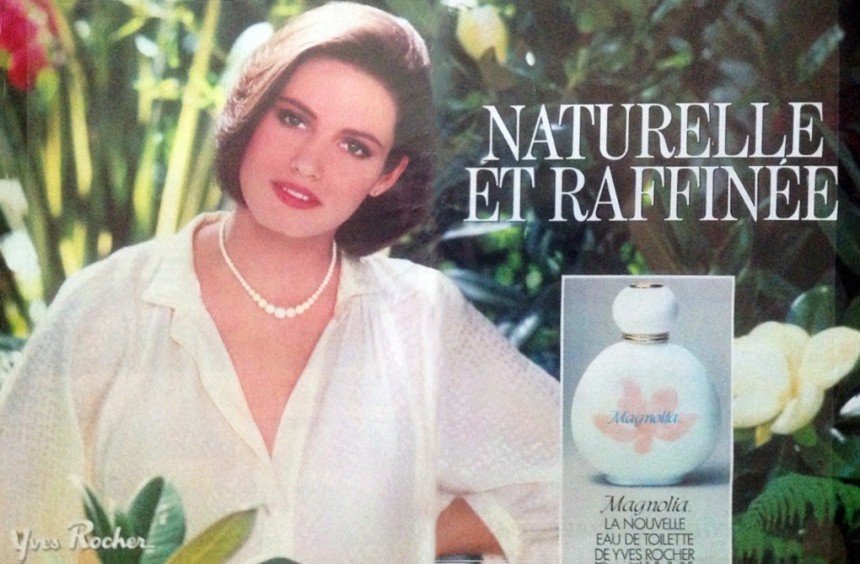 NATURELLE
ET RAFFINÉE
Magnolia
Magnolia
LA NOUVELLE
EAU DE TOILETTE
DE YVES ROCHER
Yves Rocher